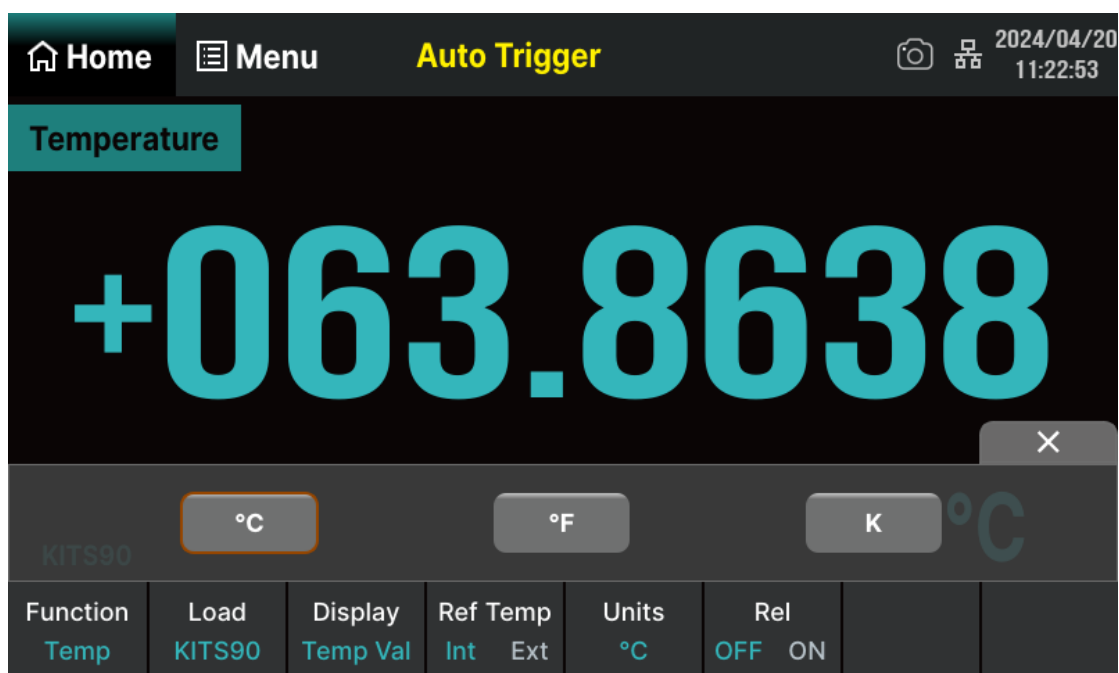 Home Menu Auto Trigger 2024/04/20
11:22:53
Temperature
+063.8638
°C °F K °C
KITS90
Function Load Display Ref Temp Units Rel
Temp KITS90 Temp Val Int Ext °C OFF ON